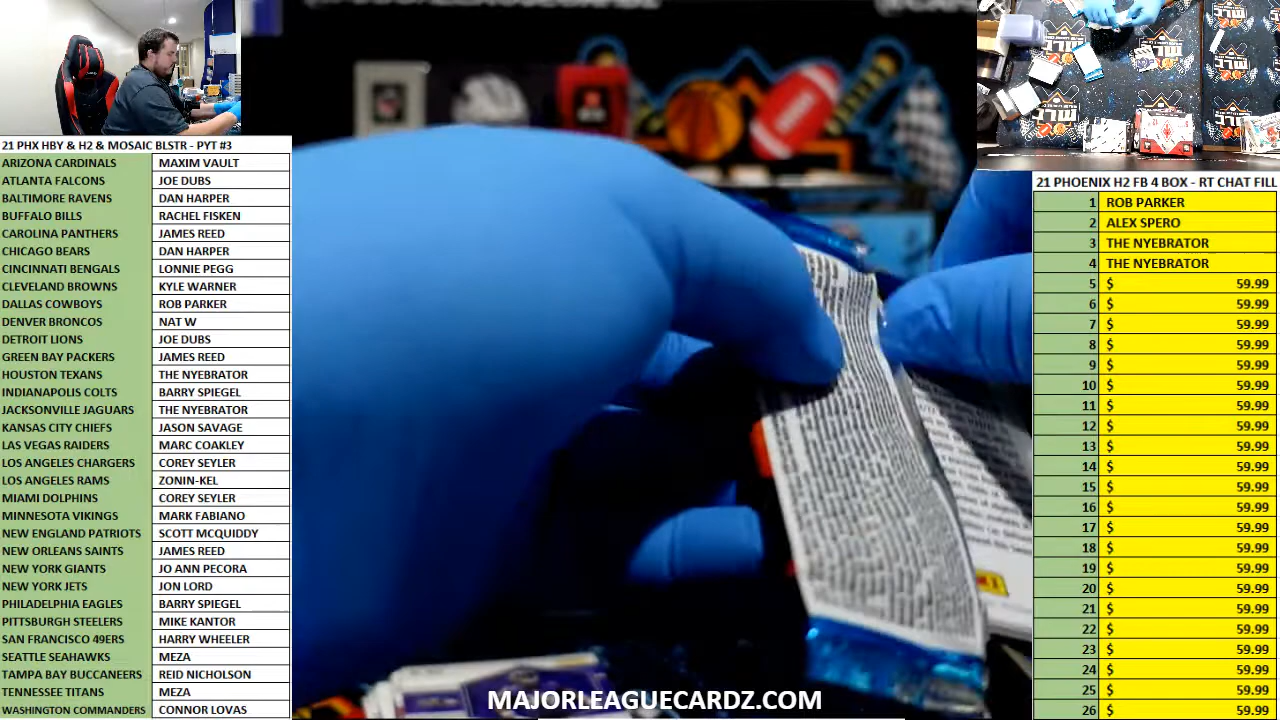 21 PHX HBY & H2 & MOSAIC BLSTR - PYT #3
ARIZONA CARDINALS MAXIM VAULT
ATLANTA FALCONS JOE DUBS
BALTIMORE RAVENS DAN HARPER
BUFFALO BILLS RACHEL FISKEN
CAROLINA PANTHERS JAMES REED
CHICAGO BEARS DAN HARPER
CINCINNATI BENGALS LONNIE PEGG
CLEVELAND BROWNS KYLE WARNER
DALLAS COWBOYS ROB PARKER
DENVER BRONCOS NAT W
DETROIT LIONS JOE DUBS
GREEN BAY PACKERS JAMES REED
HOUSTON TEXANS THE NYEBRATOR
INDIANAPOLIS COLTS BARRY SPIEGEL
JACKSONVILLE JAGUARS THE NYEBRATOR
KANSAS CITY CHIEFS JASON SAVAGE
LAS VEGAS RAIDERS MARC COAKLEY
LOS ANGELES CHARGERS COREY SEYLER
LOS ANGELES RAMS ZONIN-KEL
MIAMI DOLPHINS COREY SEYLER
MINNESOTA VIKINGS MARK FABIANO
NEW ENGLAND PATRIOTS SCOTT MCQUIDDY
NEW ORLEANS SAINTS JAMES REED
NEW YORK GIANTS JO ANN PECORA
NEW YORK JETS JON LORD
PHILADELPHIA EAGLES BARRY SPIEGEL
PITTSBURGH STEELERS MIKE KANTOR
SAN FRANCISCO 49ERS HARRY WHEELER
SEATTLE SEAHAWKS MEZA
TAMPA BAY BUCCANEERS REID NICHOLSON
TENNESSEE TITANS MEZA
WASHINGTON COMMANDERS CONNOR LOVAS
MAJORLEAGUECARDZ.COM
21 PHOENIX H2 FB 4 BOX - RT CHAT FILL
1 ROB PARKER
2 ALEX SPERO
3 THE NYEBRATOR
4 THE NYEBRATOR
5 $ 59.99
6 $ 59.99
7 $ 59.99
8 $ 59.99
9 $ 59.99
10 $ 59.99
11 $ 59.99
12 $ 59.99
13 $ 59.99
14 $ 59.99
15 $ 59.99
16 $ 59.99
17 $ 59.99
18 $ 59.99
19 $ 59.99
20 $ 59.99
21 $ 59.99
22 $ 59.99
23 $ 59.99
24 $ 59.99
25 $ 59.99
26 $ 59.99